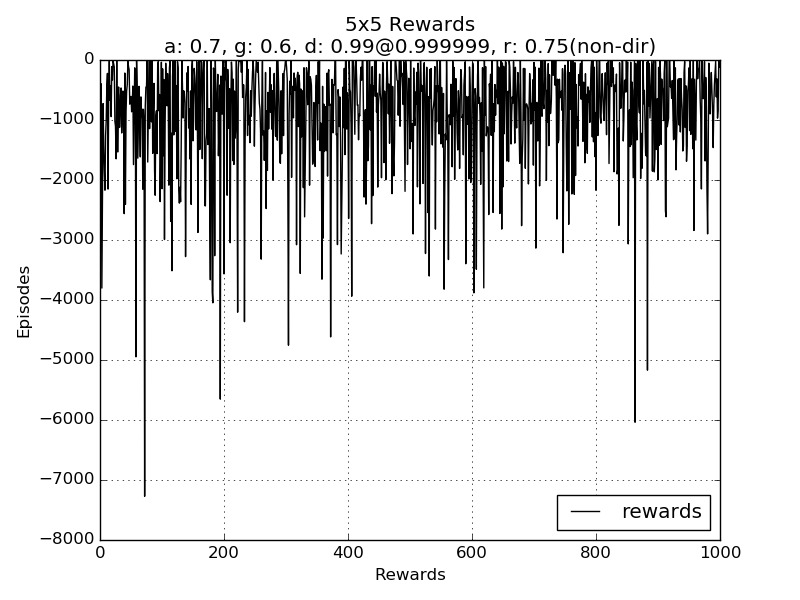 5x5 Rewards
a: 0.7, g: 0.6, d: 0.99@0.999999, r: 0.75(non-dir)
0
−1000
−2000
−3000
−4000
−5000
−6000
−7000
−8000
Episodes
rewards
0 200 400 600 800 1000
Rewards